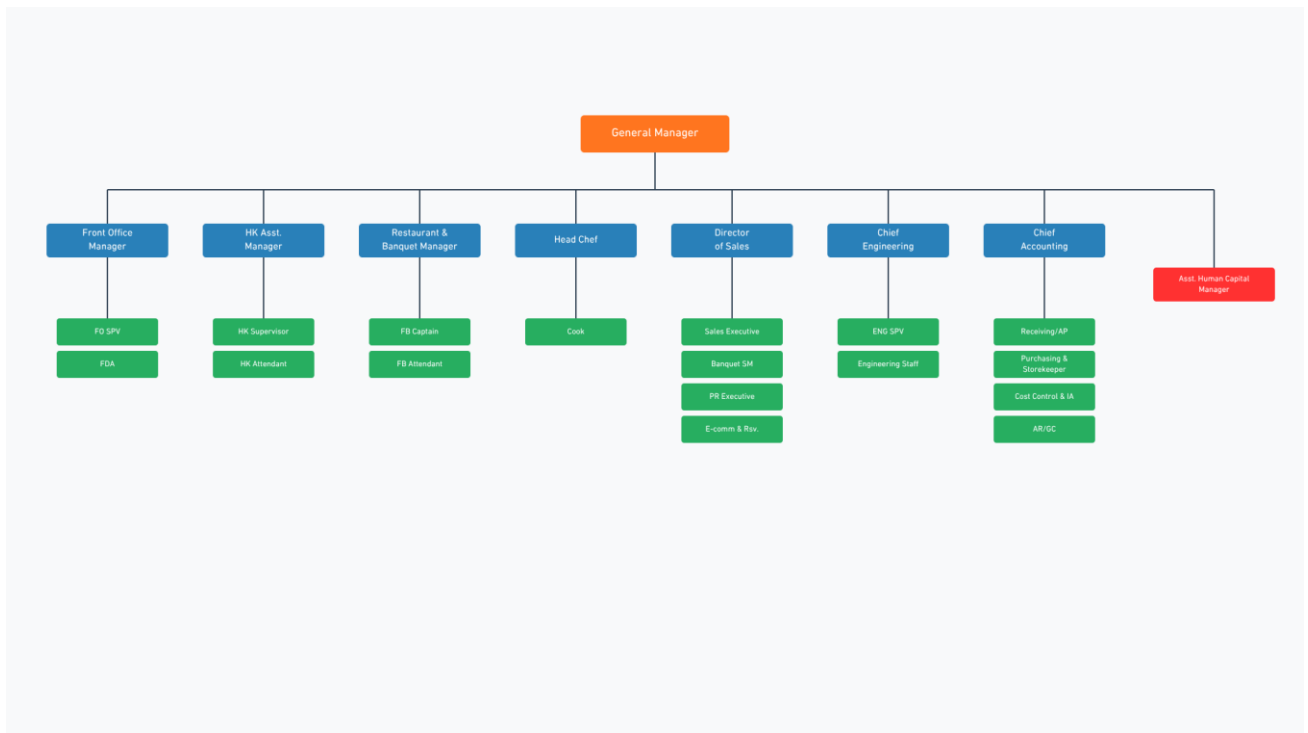 General Manager
Front Office
Manager
HK Asst.
Manager
Restaurant &
Banquet Manager
Head Chef
Director
of Sales
Chief
Engineering
Chief
Accounting
Asst. Human Capital
Manager
FO SPV
FDA
HK Supervisor
HK Attendant
FB Captain
FB Attendant
Cook
Sales Executive
Banquet SM
PR Executive
E-comm & Rsv.
ENG SPV
Engineering Staff
Receiving/AP
Purchasing &
Storekeeper
Cost Control & IA
AR/GC